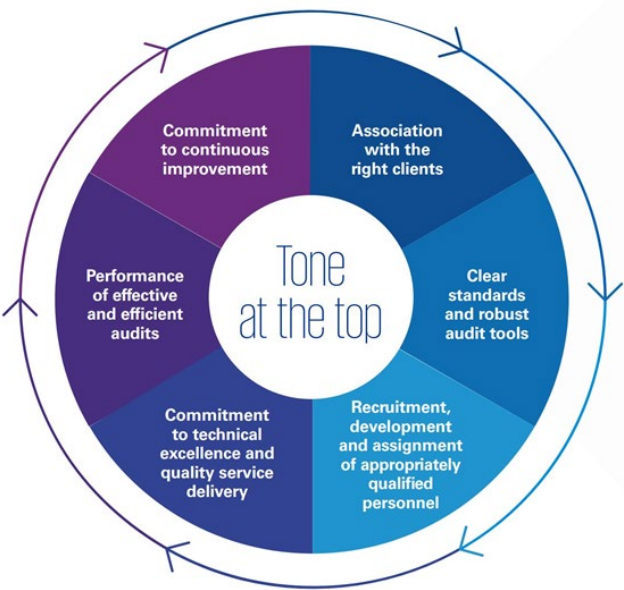 Tone
at the top
Association
with the
right clients
Clear
standards
and robust
audit tools
Recruitment,
development
and assignment
of appropriately
qualified
personnel
Commitment
to technical
excellence and
quality service
delivery
Performance
of effective
and efficient
audits
Commitment
to continuous
improvement